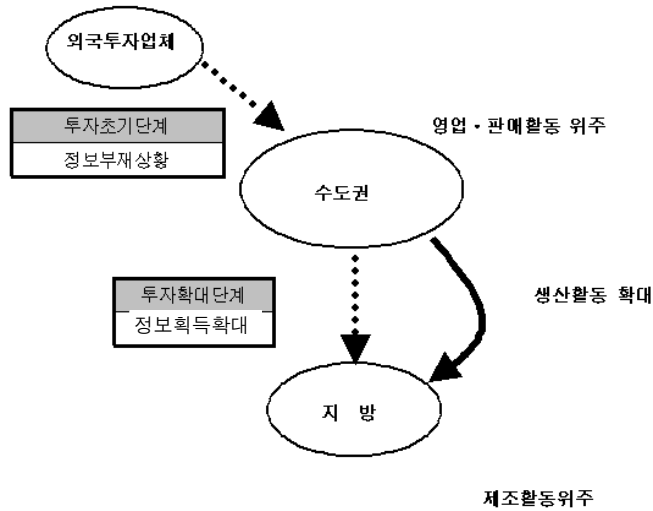 외국투자업체
투자초기단계
정보부재상황
영업·판매활동 위주
수도권
투자확대단계
정보획득확대
생산활동 확대
지 방
제조활동위주